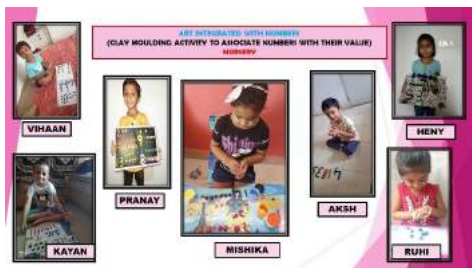 ART INTEGRATED WITH NUMBERS
(CLAY MOULDING ACTIVITY TO ASSOCIATE NUMBERS WITH THEIR VALUE)
NURSERY
VIHAAN
HENY
PRANAY
AKSH
KAYAN
MISHIKA
RUHI